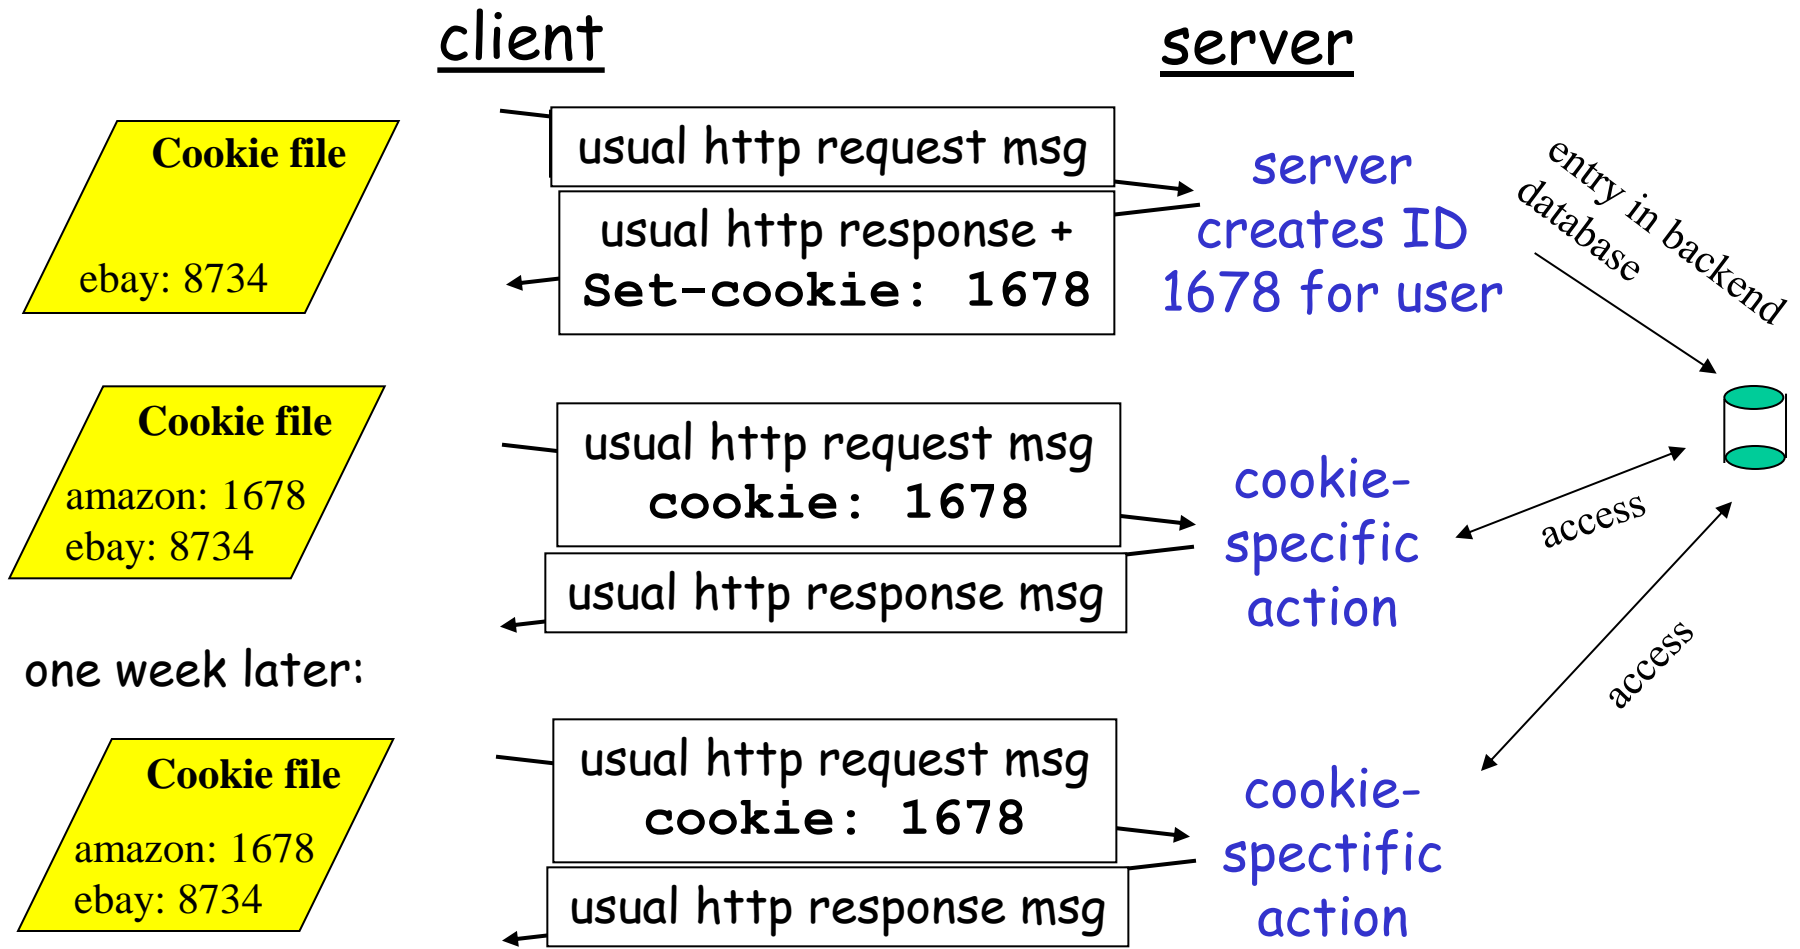 client
server
Cookie file
ebay: 8734
usual http request msg
usual http response +
Set-cookie: 1678
server
creates ID
1678 for user
entry in backend
database
Cookie file
amazon: 1678
ebay: 8734
usual http request msg
cookie: 1678
usual http response msg
cookie-
specific
action
access
access
one week later:
Cookie file
amazon: 1678
ebay: 8734
usual http request msg
cookie: 1678
usual http response msg
cookie-
spectific
action